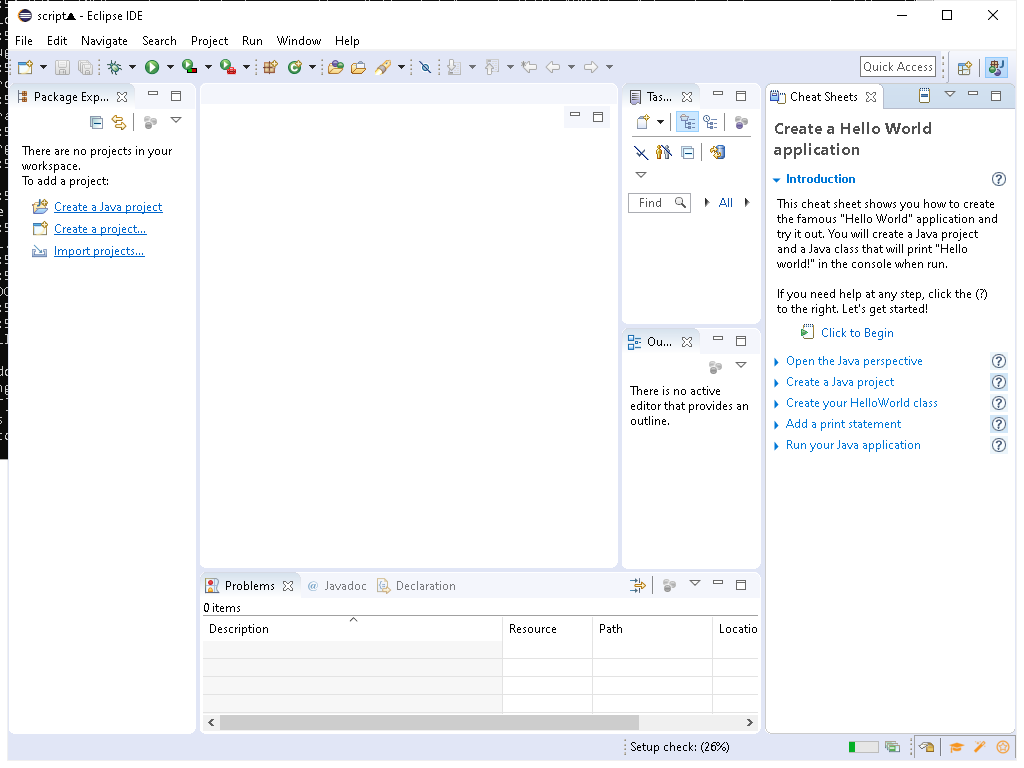 script▲ - Eclipse IDE
File Edit Navigate Search Project Run Window Help
Quick Access
Package Exp...
There are no projects in your
workspace.
To add a project:
Create a Java project
Create a project...
Import projects...
Tas...
Find
All
Ou...
There is no active
editor that provides an
outline.
Cheat Sheets
Create a Hello World
application
Introduction
This cheat sheet shows you how to create
the famous "Hello World" application and
try it out. You will create a Java project
and a Java class that will print "Hello
world!" in the console when run.
If you need help at any step, click the (?)
to the right. Let's get started!
Click to Begin
Open the Java perspective
Create a Java project
Create your HelloWorld class
Add a print statement
Run your Java application
Problems @ Javadoc Declaration
0 items
Description Resource Path Locatio
Setup check: (26%)